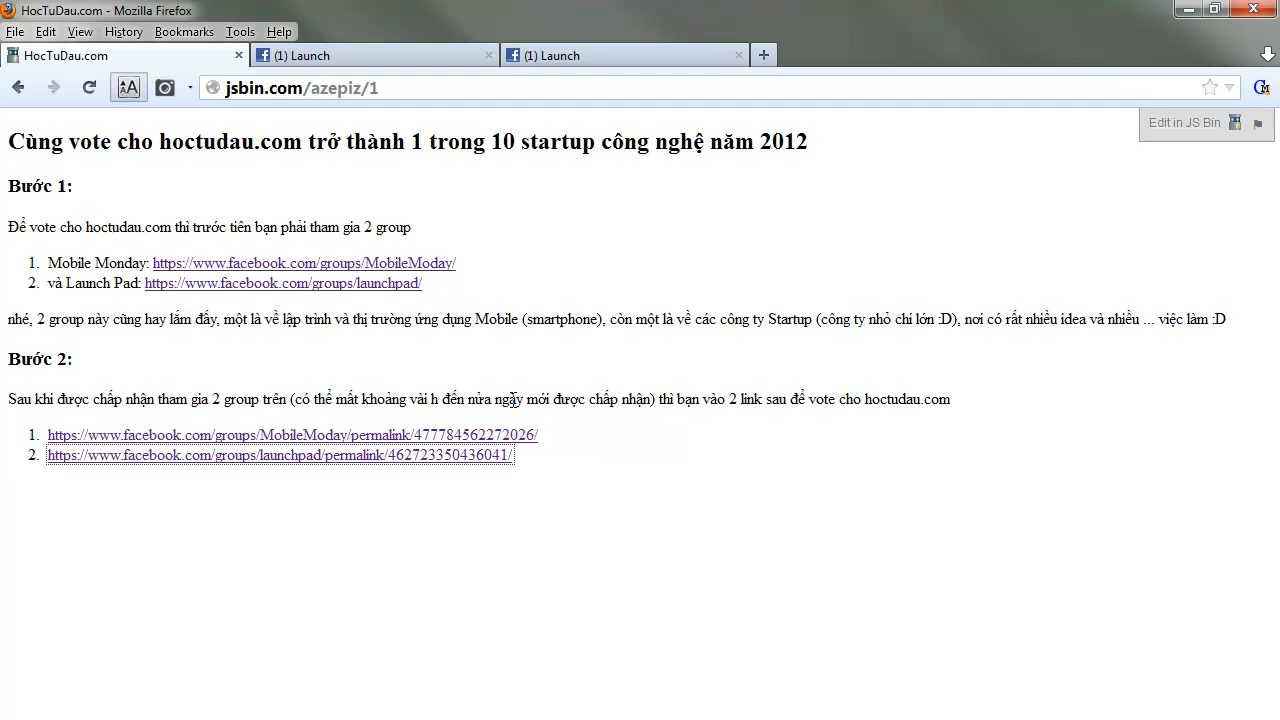 HocTuDau.com - Mozilla Firefox
File Edit View History Bookmarks Tools Help
HocTuDau.com × (1) Launch × (1) Launch × +
jsbin.com/azepiz/1
Edit in JS Bin
Cùng vote cho hoctudau.com trở thành 1 trong 10 startup công nghệ năm 2012
Bước 1:
Để vote cho hoctudau.com thì trước tiên bạn phải tham gia 2 group
1. Mobile Monday: https://www.facebook.com/groups/MobileModay/
2. và Launch Pad: https://www.facebook.com/groups/launchpad/
nhé, 2 group này cũng hay lắm đấy, một là về lập trình và thị trường ứng dụng Mobile (smartphone), còn một là về các công ty Startup (công ty nhỏ chí lớn :D), nơi có rất nhiều idea và nhiều ... việc làm :D
Bước 2:
Sau khi được chấp nhận tham gia 2 group trên (có thể mất khoảng vài h đến nửa ngày mới được chấp nhận) thì bạn vào 2 link sau để vote cho hoctudau.com
1. https://www.facebook.com/groups/MobileModay/permalink/477784562272026/
2. https://www.facebook.com/groups/launchpad/permalink/462723350436041/